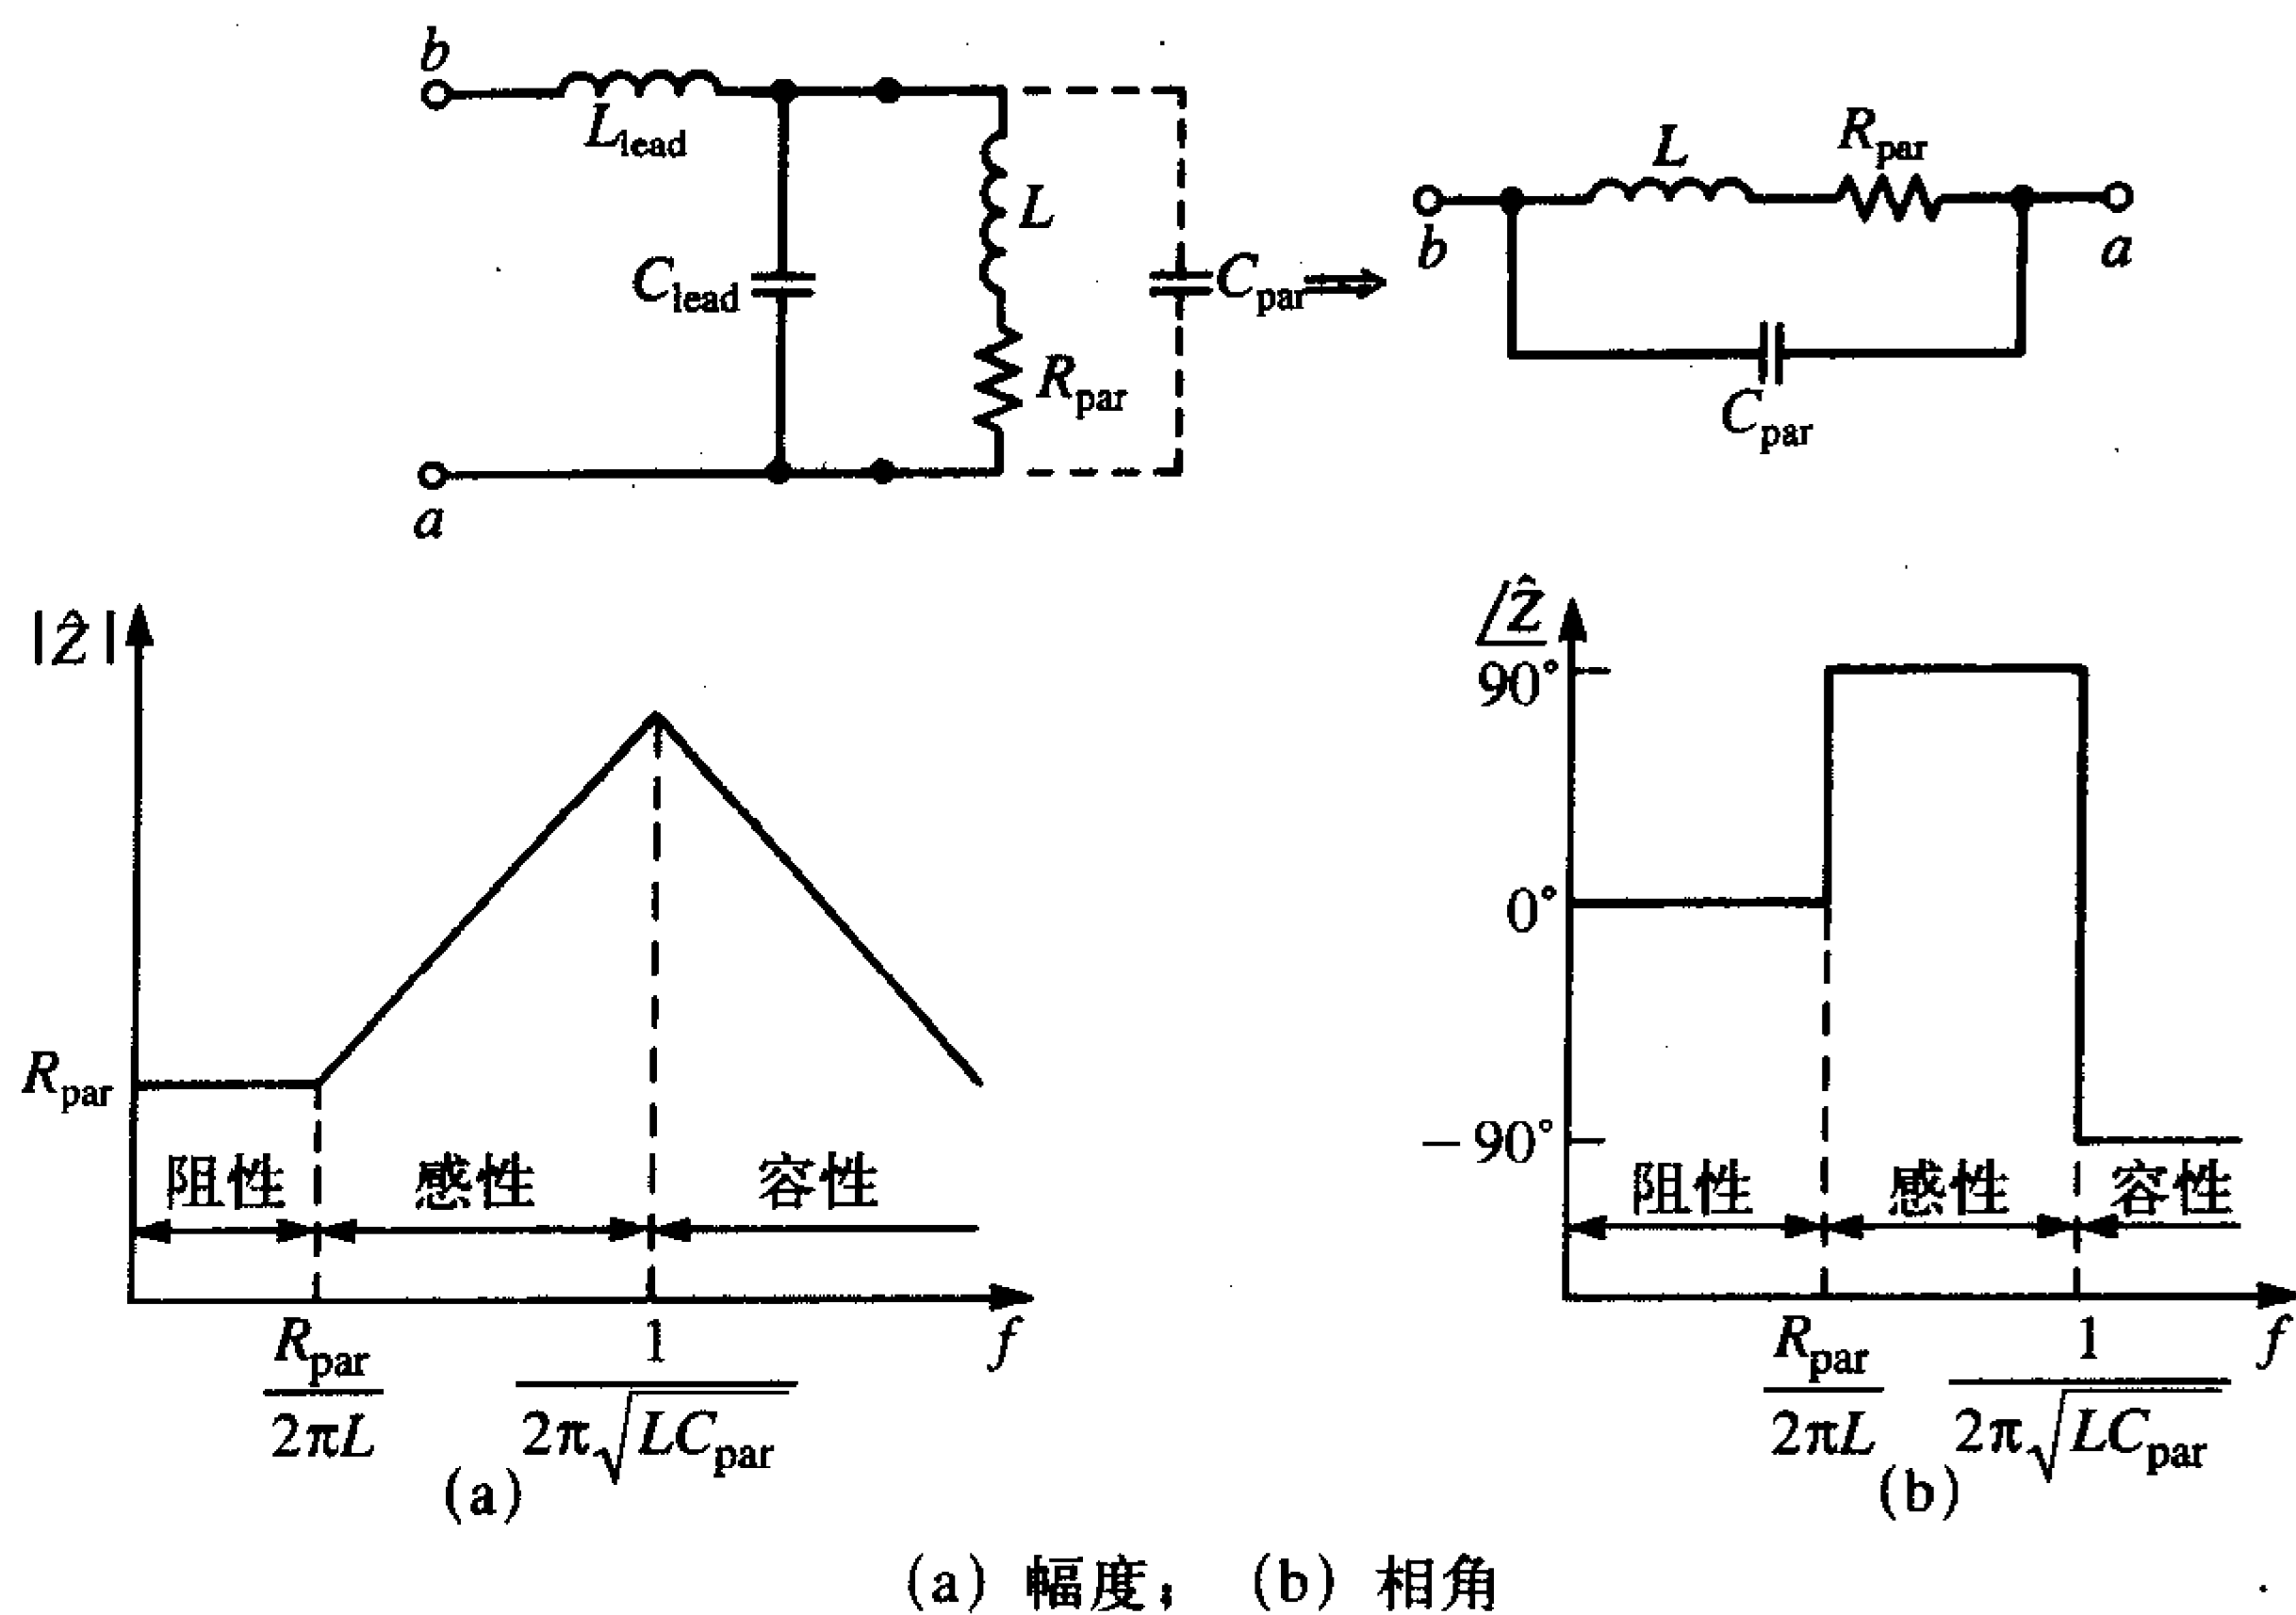 b
L_lead
L
R_par
C_lead
L
C_par
b
a
R_par
C_par
a
|Ẑ|
R_par
阻性 感性 容性
R_par/2πL 1/2π√LC_par f
(a)
∠Ẑ
90°
0°
−90°
阻性 感性 容性
R_par/2πL 1/2π√LC_par f
(b)
(a) 幅度； (b) 相角